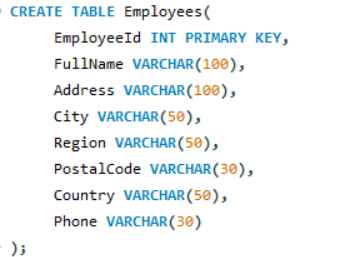 CREATE TABLE Employees(
EmployeeId INT PRIMARY KEY,
FullName VARCHAR(100),
Address VARCHAR(100),
City VARCHAR(50),
Region VARCHAR(50),
PostalCode VARCHAR(30),
Country VARCHAR(50),
Phone VARCHAR(30)
);